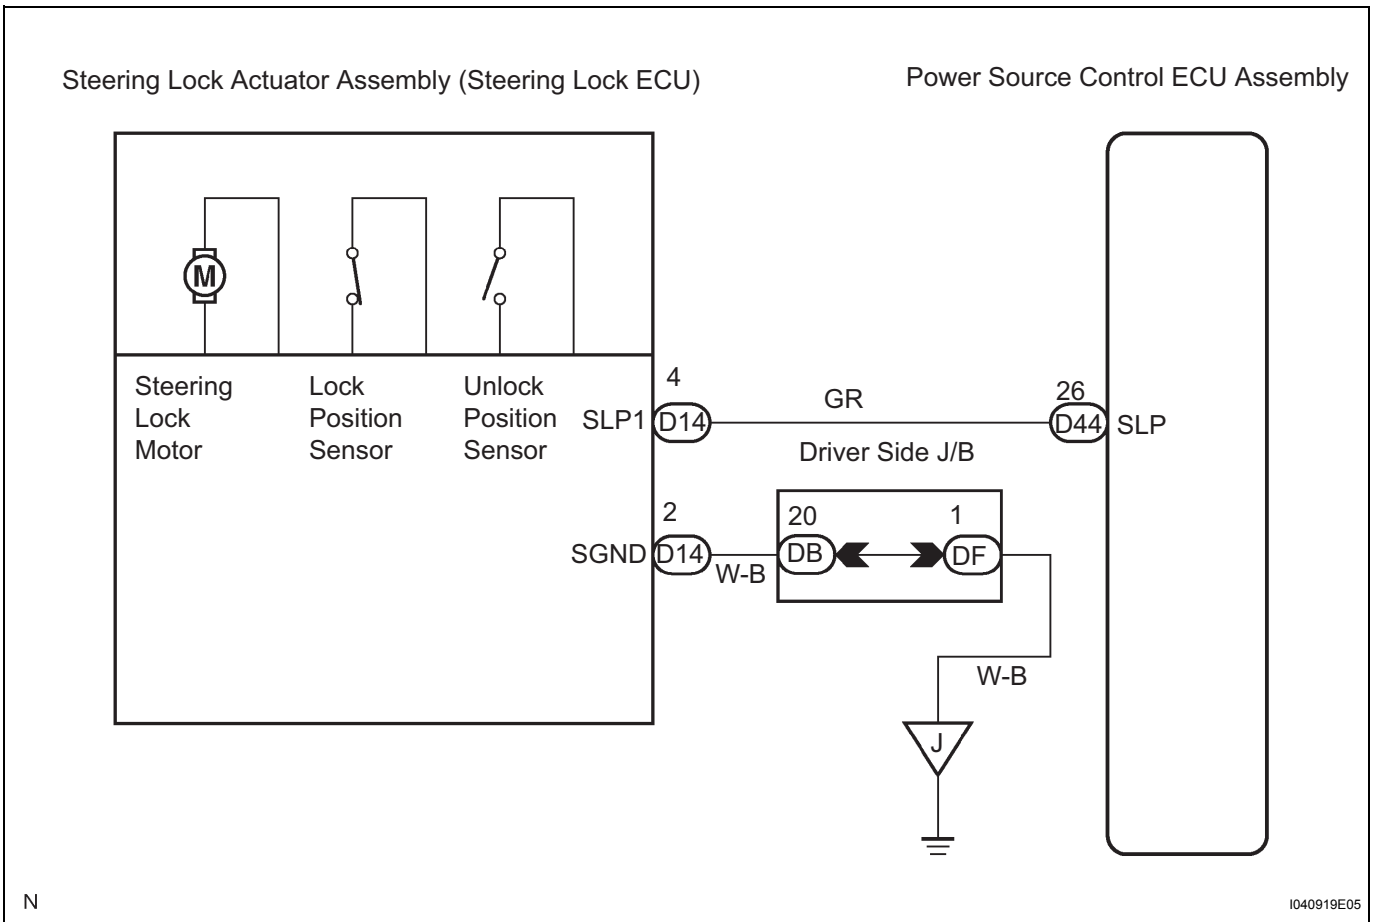 Steering Lock Actuator Assembly (Steering Lock ECU)
Power Source Control ECU Assembly
M
Steering
Lock
Motor
Lock
Position
Sensor
Unlock
Position
Sensor
SLP1
4
D14
GR
26
D44
SLP
Driver Side J/B
SGND
2
D14
W-B
20
DB
1
DF
W-B
J
N
I040919E05